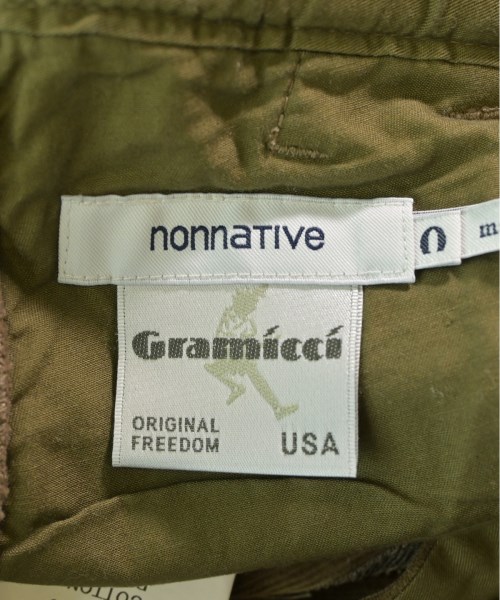 nonnative
0
m
Gramicci
ORIGINAL
FREEDOM
USA